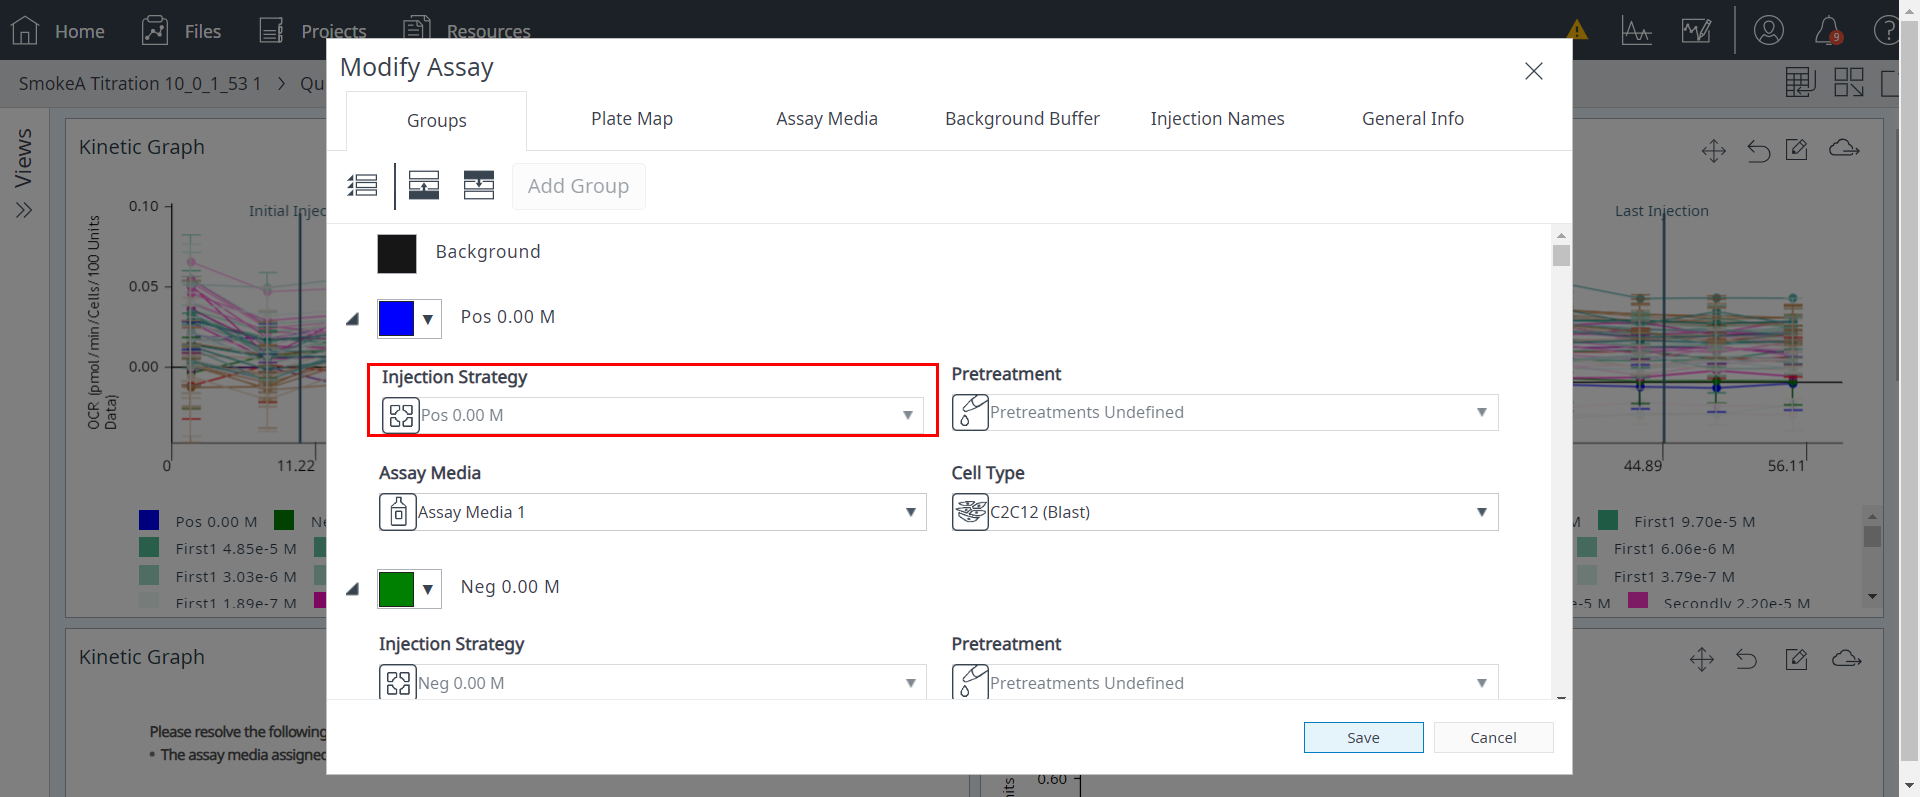 Home
Files
Projects
Resources
9
SmokeA Titration 10_0_1_53 1 > Qu
Modify Assay
Groups
Plate Map
Assay Media
Background Buffer
Injection Names
General Info
Add Group
Views
Kinetic Graph
OCR (pmol/min/Cells/100 Units Data)
0.10
0.05
0.00
Initial Injec
0
11.22
Pos 0.00 M
First1 4.85e-5 M
First1 3.03e-6 M
First1 1.89e-7 M
Background
Pos 0.00 M
Injection Strategy
Pos 0.00 M
Pretreatment
Pretreatments Undefined
Assay Media
Assay Media 1
Cell Type
C2C12 (Blast)
Neg 0.00 M
Injection Strategy
Neg 0.00 M
Pretreatment
Pretreatments Undefined
Save
Cancel
Last Injection
44.89
56.11
M
First1 9.70e-5 M
First1 6.06e-6 M
First1 3.79e-7 M
e-5 M
Secondly 2.20e-5 M
Kinetic Graph
Please resolve the following
• The assay media assigned
0.60